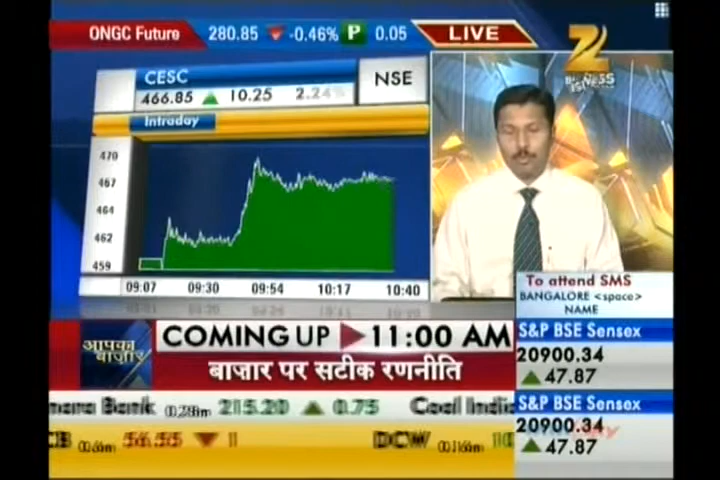 ONGC Future 280.85 -0.46% P 0.05 LIVE
Z
BUSINESS
CESC NSE
466.85 10.25 2.24%
Intraday
470
467
464
462
459
09:07 09:30 09:54 10:17 10:40
To attend SMS
BANGALORE <space>
NAME
आपका
बाज़ार
COMING UP 11:00 AM
बाज़ार पर सटीक रणनीति
S&P BSE Sensex
20900.34
47.87
Bank 215.20 0.75 Coal India
S&P BSE Sensex
20900.34
47.87
56.55 11 DCW